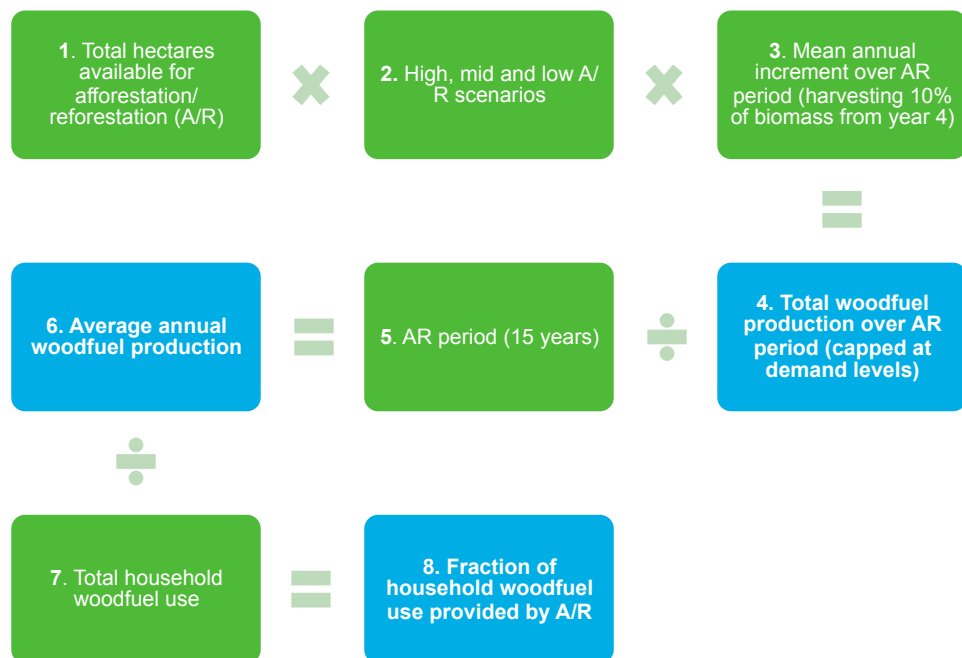 1. Total hectares
available for
afforestation/
reforestation (A/R)
2. High, mid and low A/
R scenarios
3. Mean annual
increment over AR
period (harvesting 10%
of biomass from year 4)
4. Total woodfuel
production over AR
period (capped at
demand levels)
5. AR period (15 years)
6. Average annual
woodfuel production
7. Total household
woodfuel use
8. Fraction of
household woodfuel
use provided by A/R